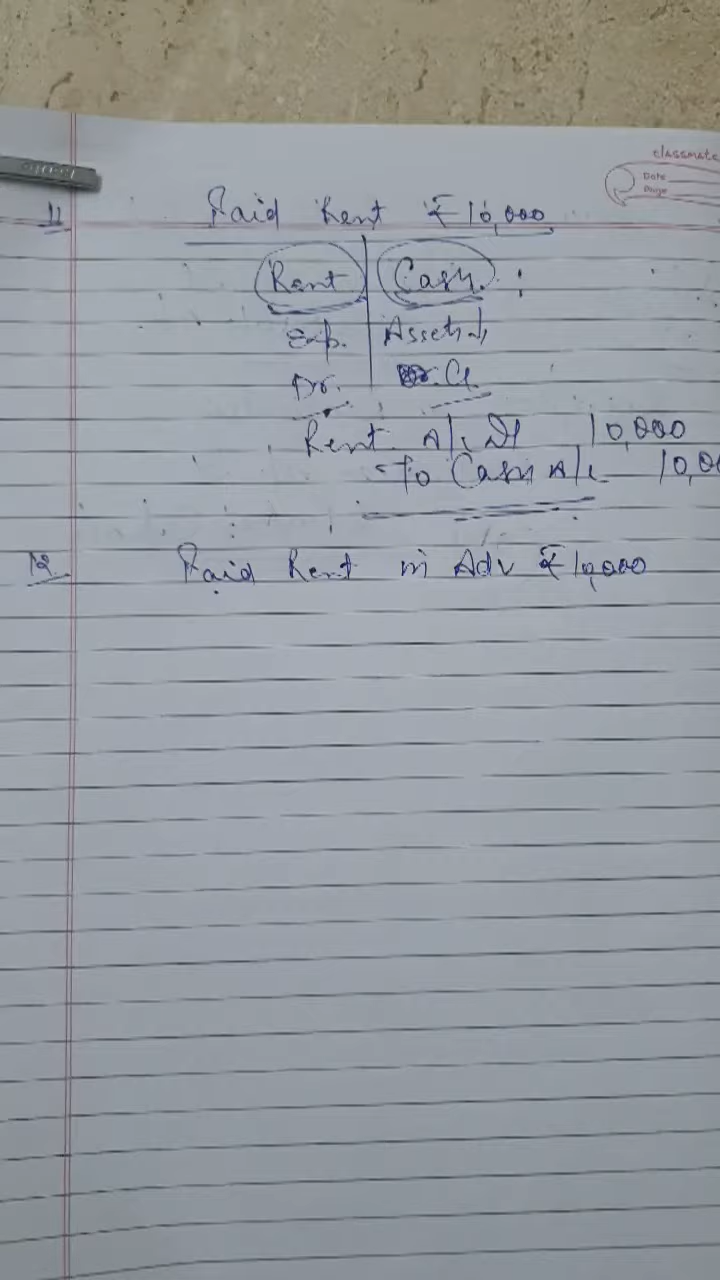 classmate
Date
Page
11 Paid Rent ₹ 10,000
Rent Cash :
Exp. Asset ↓
Dr. Cr.
Rent A/c Dr 10,000
To Cash A/c 10,00
12 Paid Rent in Adv ₹ 10,000